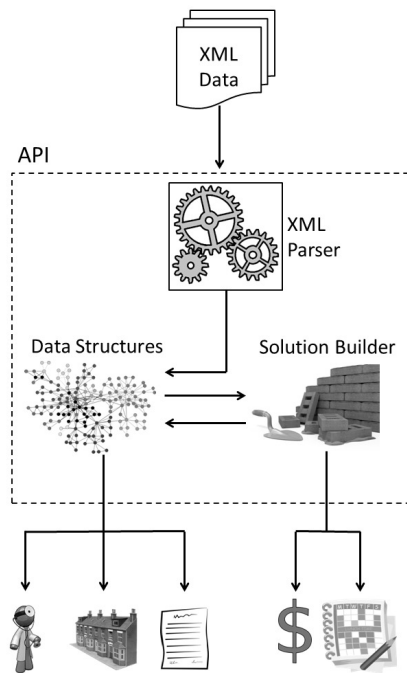 XML
Data
API
XML
Parser
Data Structures
Solution Builder
$